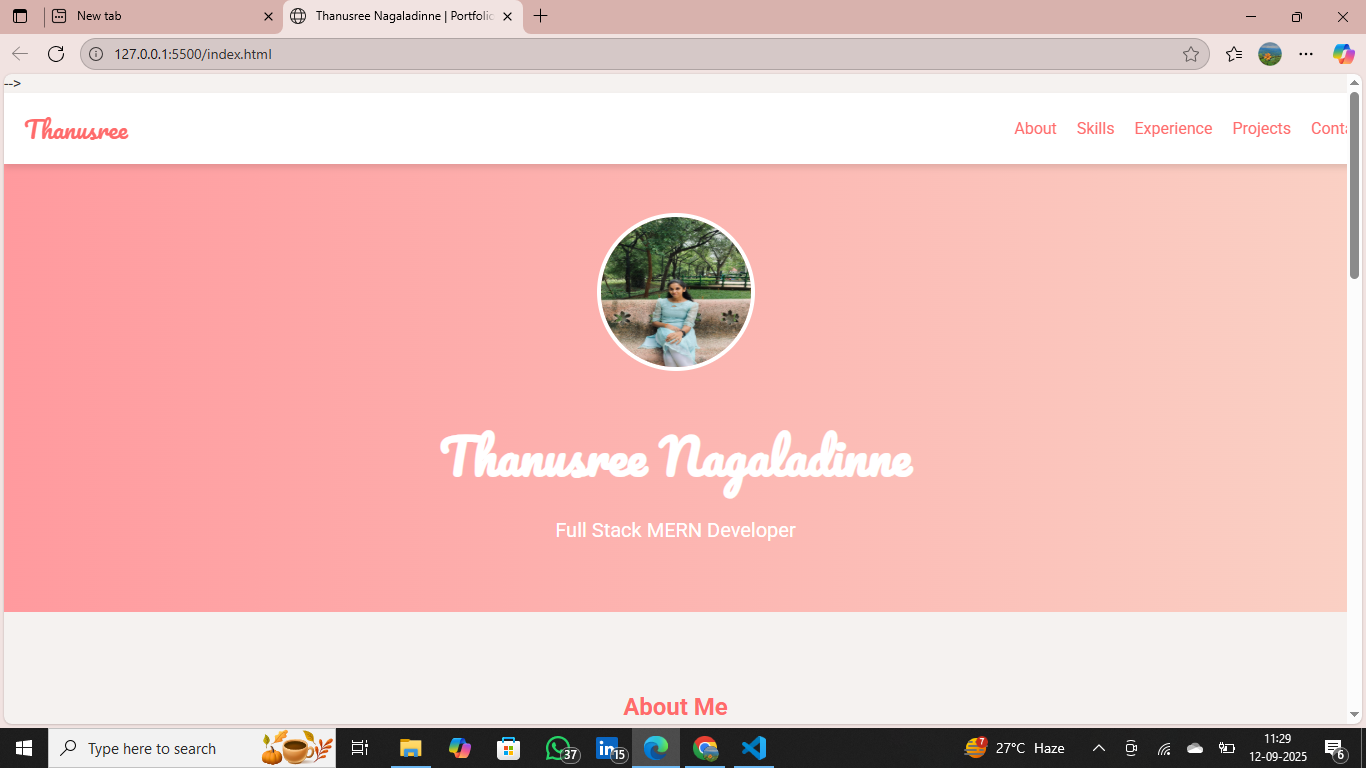 New tab
Thanusree Nagaladinne | Portfolio
127.0.0.1:5500/index.html
-->
Thanusree
About Skills Experience Projects Conta
Thanusree Nagaladinne
Full Stack MERN Developer
About Me
Type here to search
37
15
7
27°C Haze
11:29
12-09-2025
6